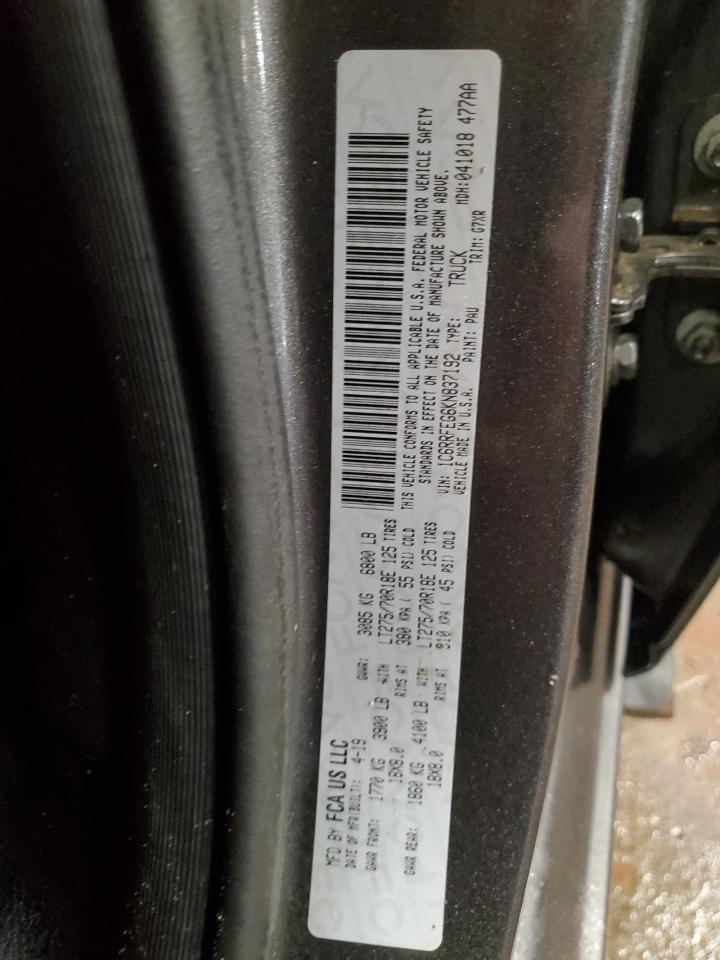 MFD BY FCA US LLC
DATE OF MFR(BUILT): 4-19 GVWR: 3085 KG 6800 LB
GAWR FRONT: 1770 KG 3900 LB WITH LT275/70R18E 125 TIRES
18X8.0 RIMS AT 380 KPA ( 55 PSI) COLD
GAWR REAR: 1860 KG 4100 LB WITH LT275/70R18E 125 TIRES
18X8.0 RIMS AT 310 KPA ( 45 PSI) COLD
THIS VEHICLE CONFORMS TO ALL APPLICABLE U.S.A. FEDERAL MOTOR VEHICLE SAFETY
STANDARDS IN EFFECT ON THE DATE OF MANUFACTURE SHOWN ABOVE.
VIN: 1C6RRFEG6KN837192 TYPE: TRUCK MDH:041018 477AA
VEHICLE MADE IN U.S.A. PAINT: PAU TRIM: G7XR